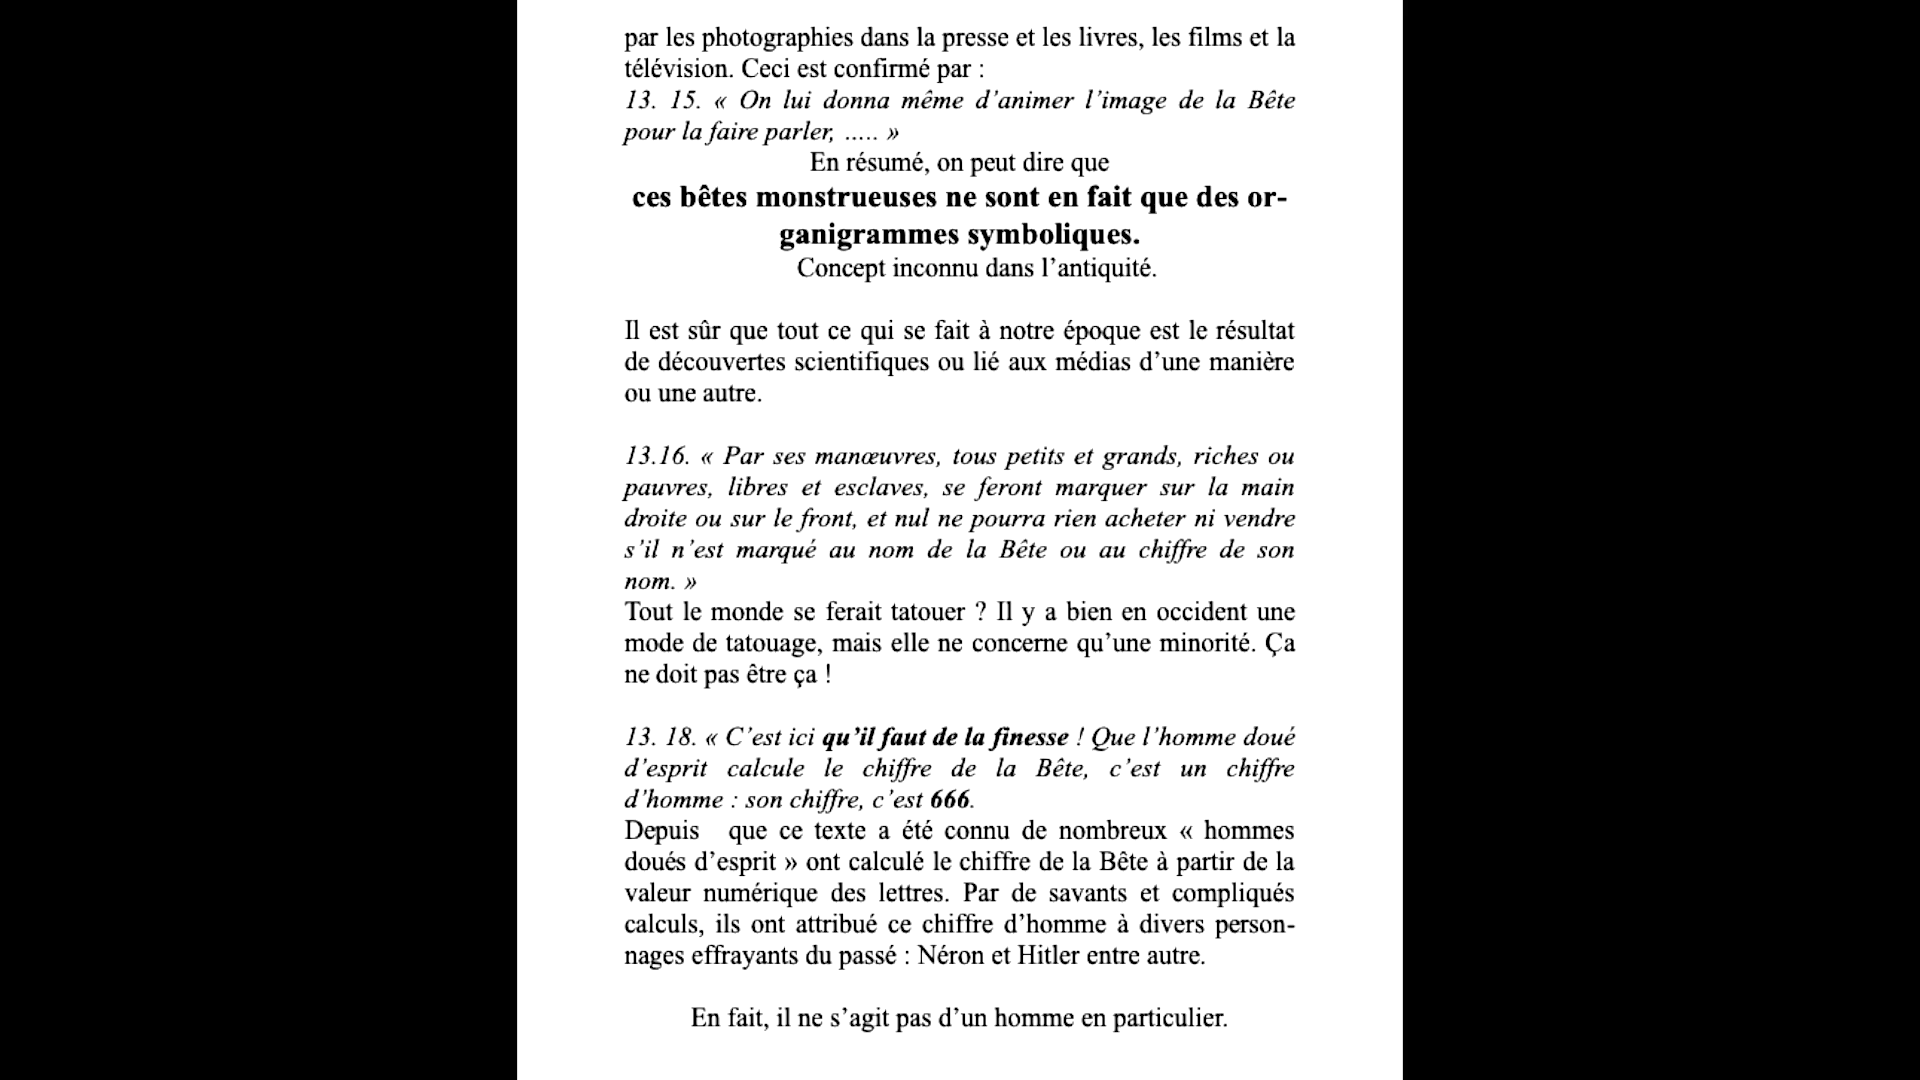 par les photographies dans la presse et les livres, les films et la
télévision. Ceci est confirmé par :
13. 15. « On lui donna même d’animer l’image de la Bête
pour la faire parler, ..... »
En résumé, on peut dire que
ces bêtes monstrueuses ne sont en fait que des or-
ganigrammes symboliques.
Concept inconnu dans l’antiquité.
Il est sûr que tout ce qui se fait à notre époque est le résultat
de découvertes scientifiques ou lié aux médias d’une manière
ou une autre.
13.16. « Par ses manœuvres, tous petits et grands, riches ou
pauvres, libres et esclaves, se feront marquer sur la main
droite ou sur le front, et nul ne pourra rien acheter ni vendre
s’il n’est marqué au nom de la Bête ou au chiffre de son
nom. »
Tout le monde se ferait tatouer ? Il y a bien en occident une
mode de tatouage, mais elle ne concerne qu’une minorité. Ça
ne doit pas être ça !
13. 18. « C’est ici qu’il faut de la finesse ! Que l’homme doué
d’esprit calcule le chiffre de la Bête, c’est un chiffre
d’homme : son chiffre, c’est 666.
Depuis que ce texte a été connu de nombreux « hommes
doués d’esprit » ont calculé le chiffre de la Bête à partir de la
valeur numérique des lettres. Par de savants et compliqués
calculs, ils ont attribué ce chiffre d’homme à divers person-
nages effrayants du passé : Néron et Hitler entre autre.
En fait, il ne s’agit pas d’un homme en particulier.